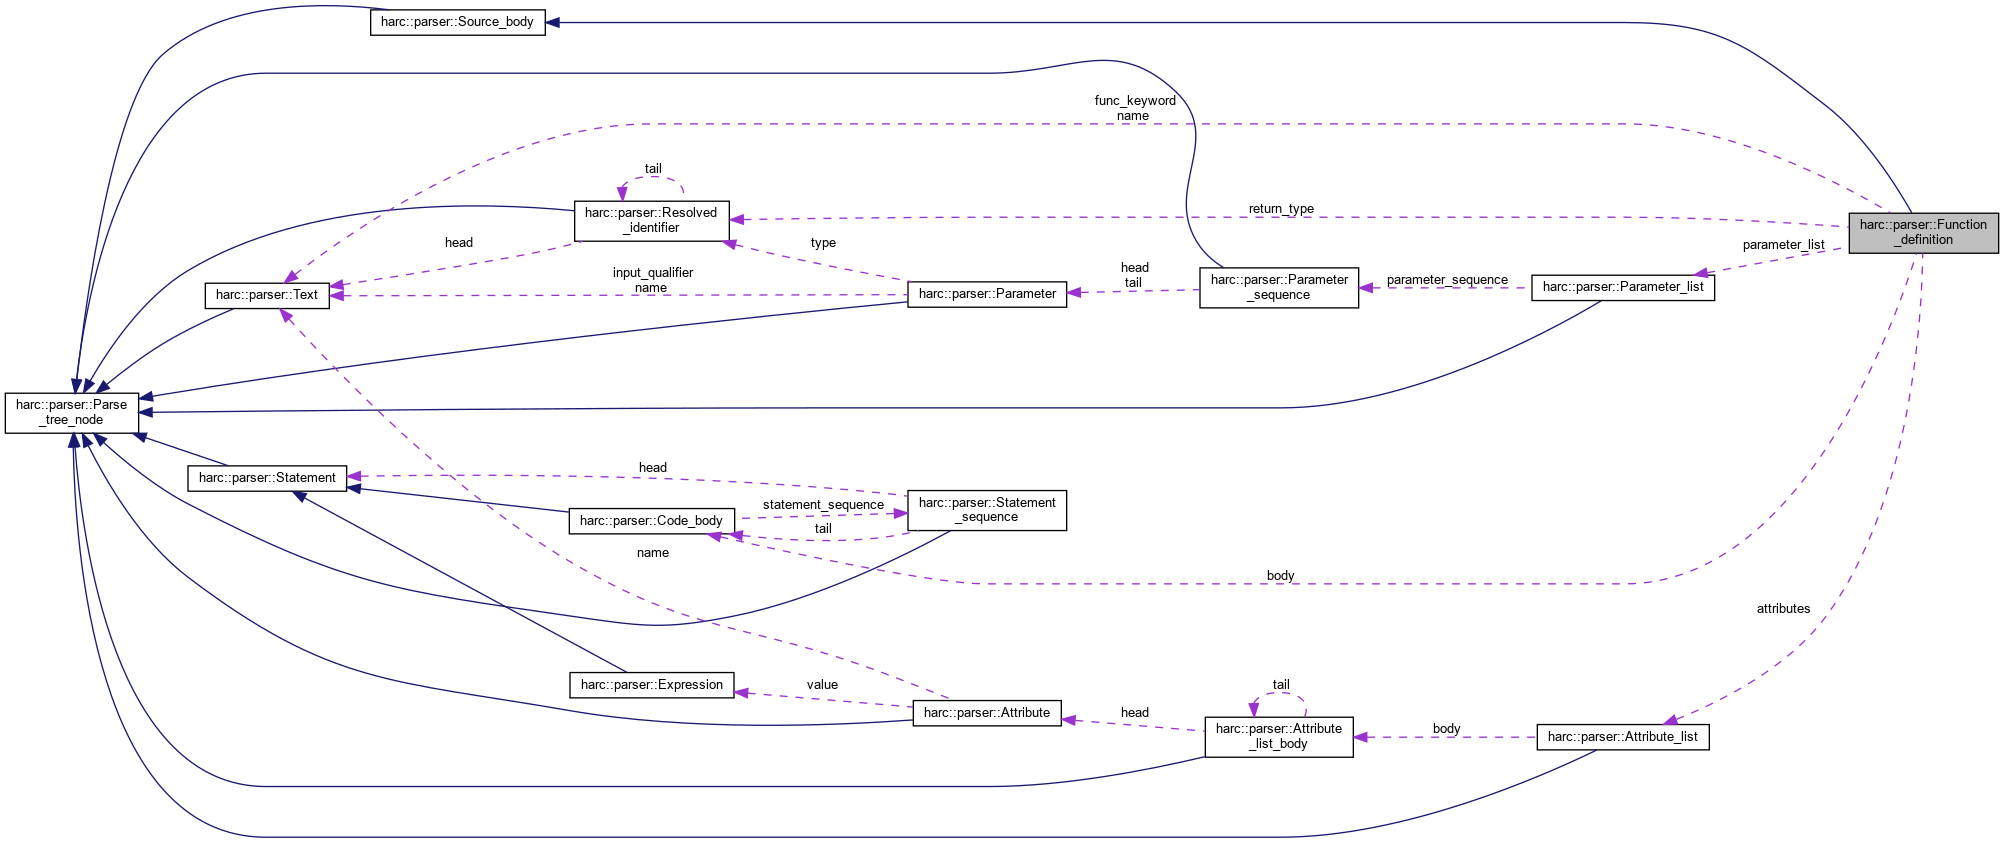 harc::parser::Source_body
func_keyword
name
tail
harc::parser::Resolved
_identifier
return_type
harc::parser::Function
_definition
head
type
parameter_list
input_qualifier
name
head
tail
harc::parser::Parameter
_sequence
parameter_sequence
harc::parser::Parameter_list
harc::parser::Text
harc::parser::Parameter
harc::parser::Parse
_tree_node
harc::parser::Statement
head
harc::parser::Statement
_sequence
statement_sequence
harc::parser::Code_body
tail
name
body
attributes
harc::parser::Expression
value
harc::parser::Attribute
head
tail
harc::parser::Attribute
_list_body
body
harc::parser::Attribute_list